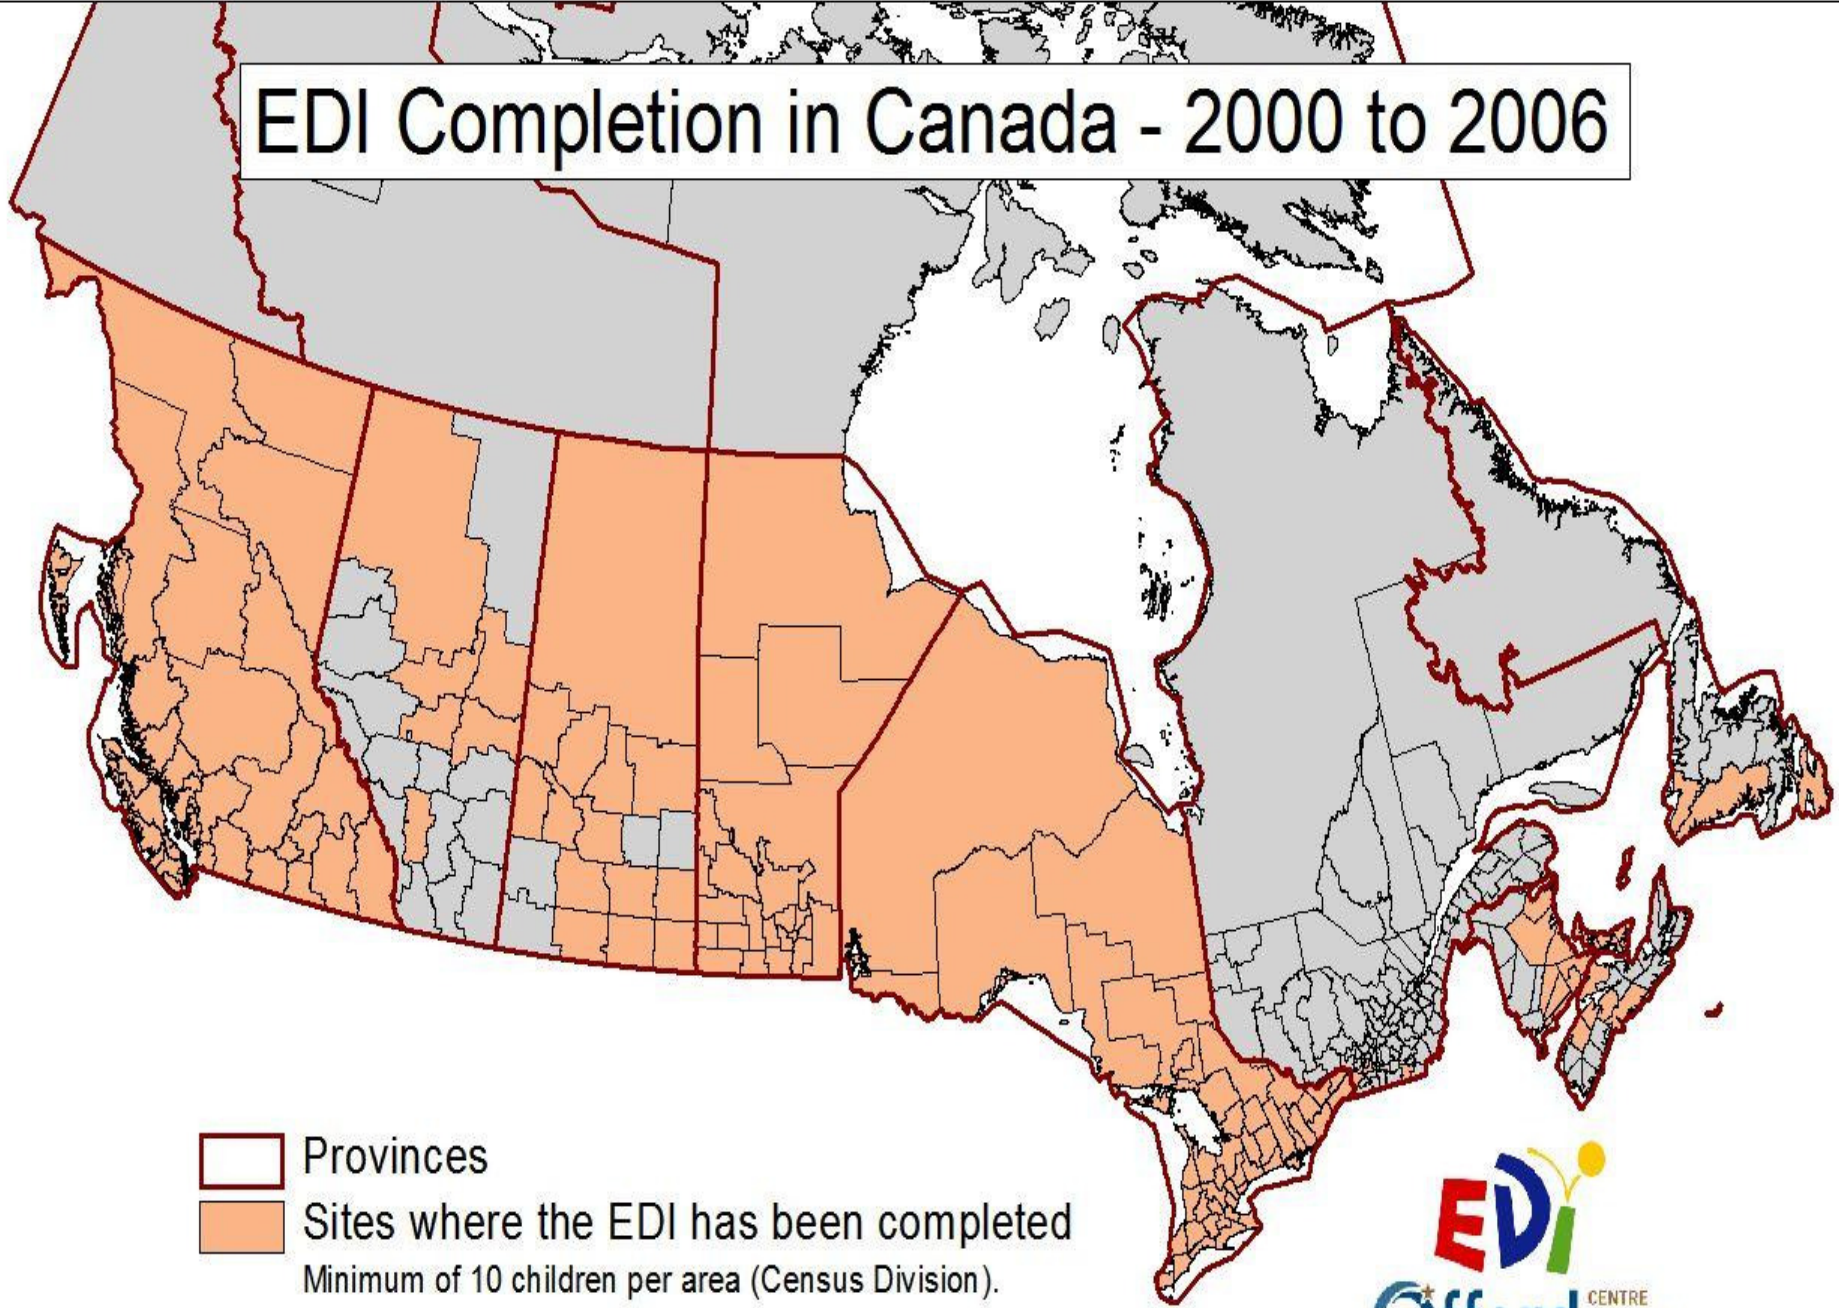 EDI Completion in Canada - 2000 to 2006
Provinces
Sites where the EDI has been completed
Minimum of 10 children per area (Census Division).
EDi
CENTRE